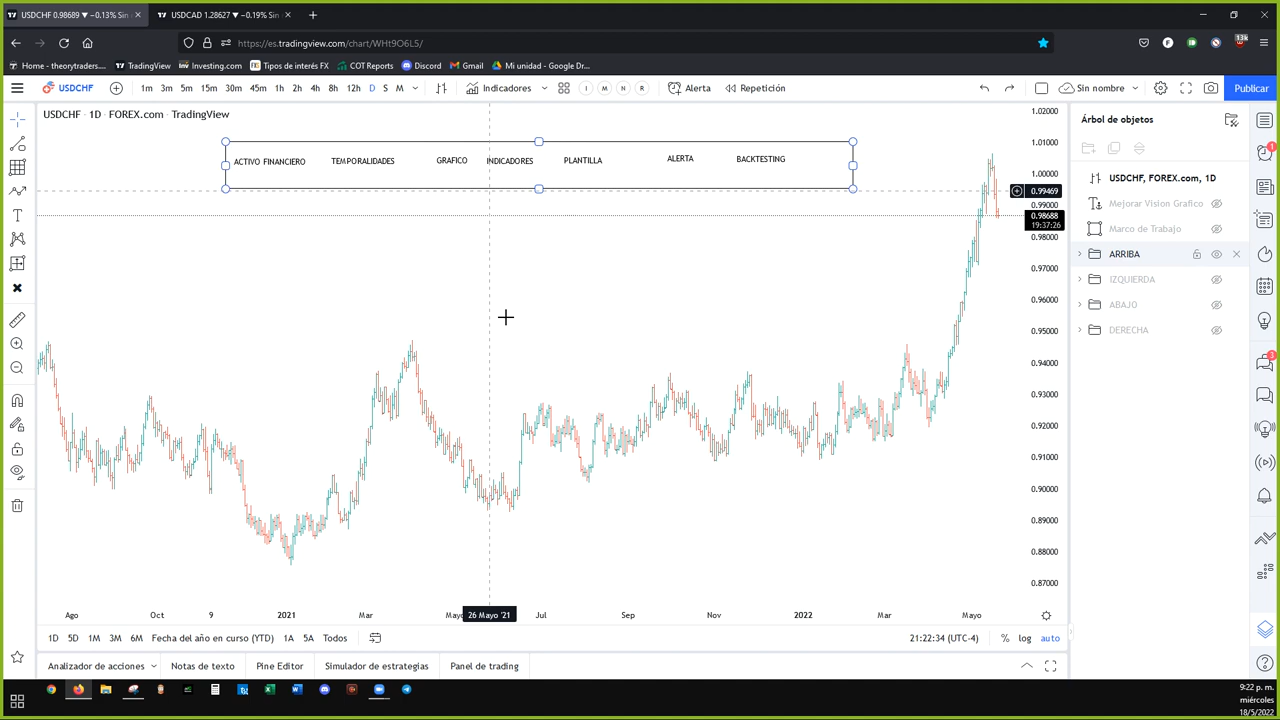 USDCHF 0.98689 ▼ −0.13% Sin
USDCAD 1.28627 ▼ −0.19% Sin
https://es.tradingview.com/chart/WHt9O6L5/
13k
Home - theorytraders....
TradingView
Investing.com
Tipos de interés FX
COT Reports
Discord
Gmail
Mi unidad - Google Dr...
USDCHF
1m 3m 5m 15m 30m 45m 1h 2h 4h 8h 12h D S M
Indicadores
I M N R
Alerta
Repetición
Sin nombre
Publicar
USDCHF · 1D · FOREX.com · TradingView
ACTIVO FINANCIERO TEMPORALIDADES GRAFICO INDICADORES PLANTILLA ALERTA BACKTESTING
1.02000
1.01000
1.00000
0.99469
0.99000
0.98688
19:37:26
0.98000
0.97000
0.96000
0.95000
0.94000
0.93000
0.92000
0.91000
0.90000
0.89000
0.88000
0.87000
Árbol de objetos
USDCHF, FOREX.com, 1D
Mejorar Vision Grafico
Marco de Trabajo
ARRIBA
IZQUIERDA
ABAJO
DERECHA
1
3
Ago Oct 9 2021 Mar Mayo 26 Mayo '21 Jul Sep Nov 2022 Mar Mayo
1D 5D 1M 3M 6M Fecha del año en curso (YTD) 1A 5A Todos
21:22:34 (UTC-4) % log auto
Analizador de acciones Notas de texto Pine Editor Simulador de estrategias Panel de trading
9:22 p. m.
miércoles
18/5/2022